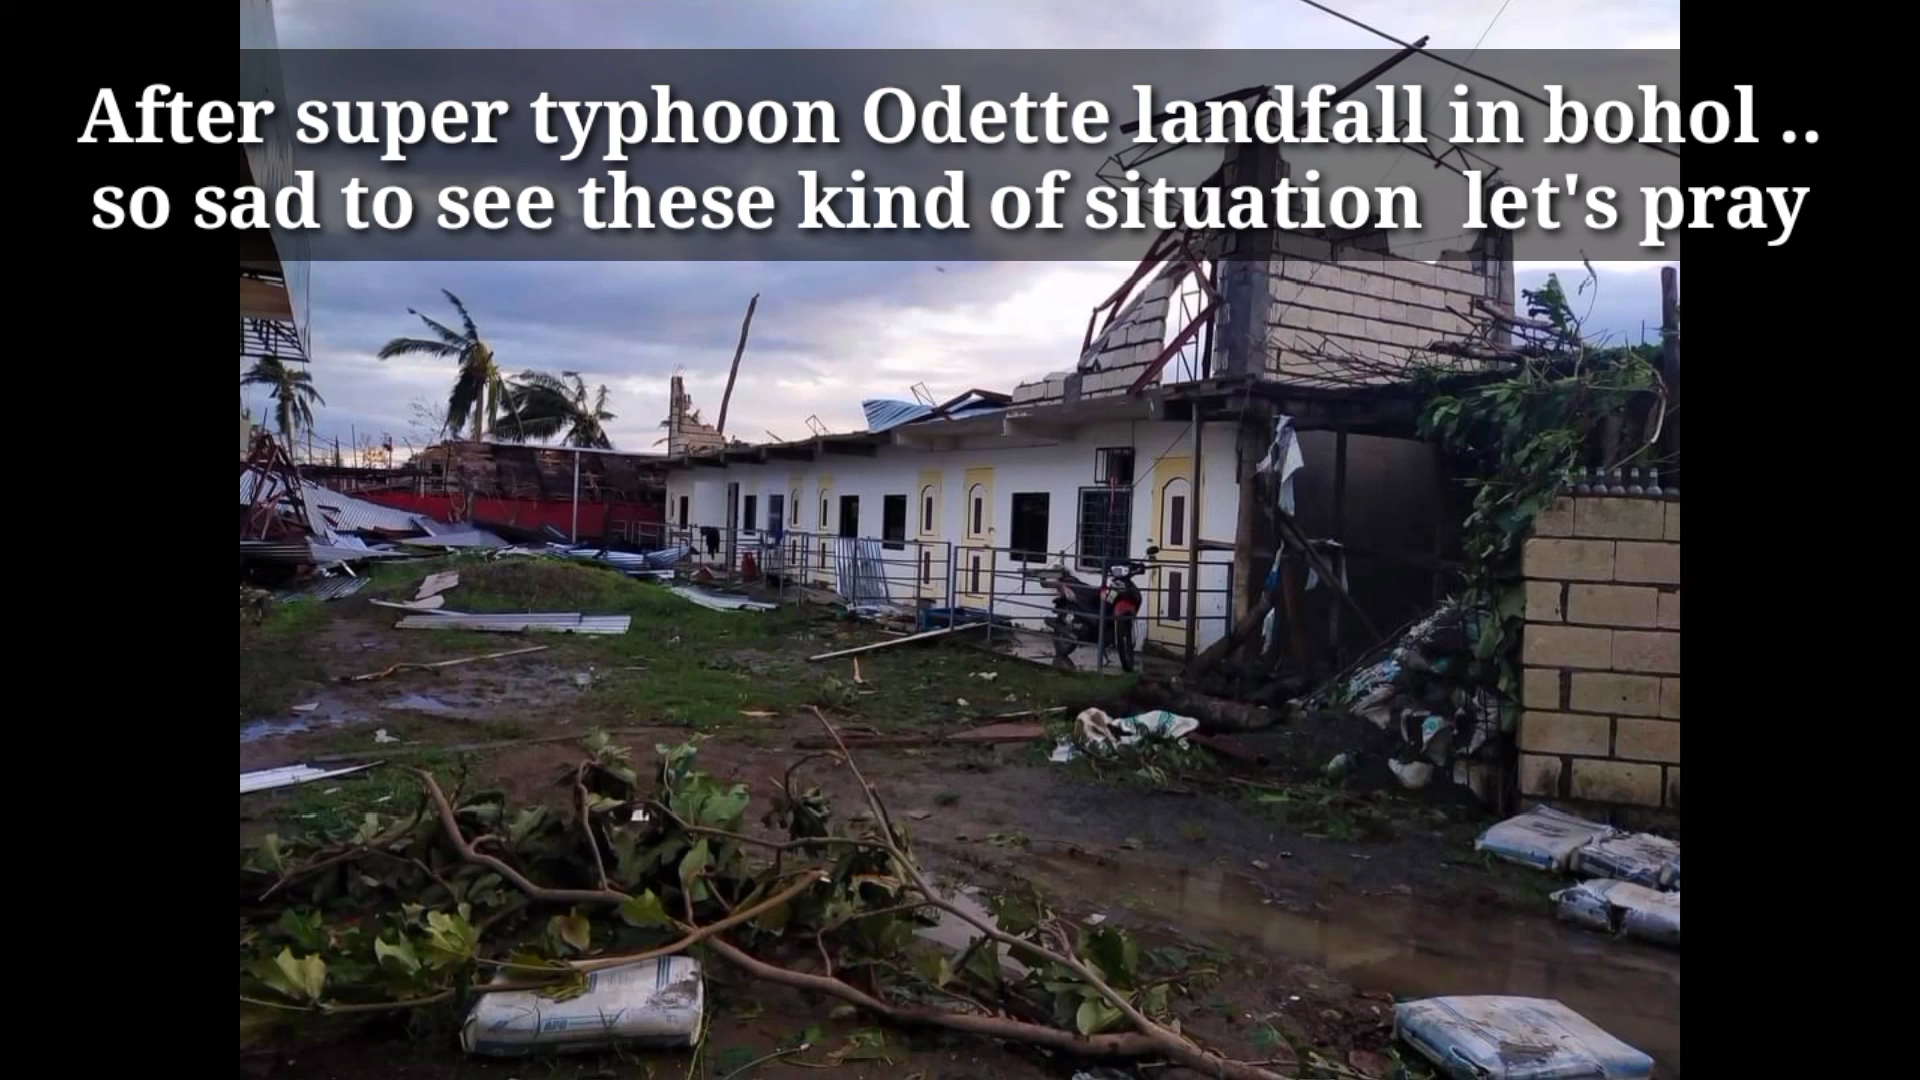 After super typhoon Odette landfall in bohol ..
so sad to see these kind of situation  let's pray